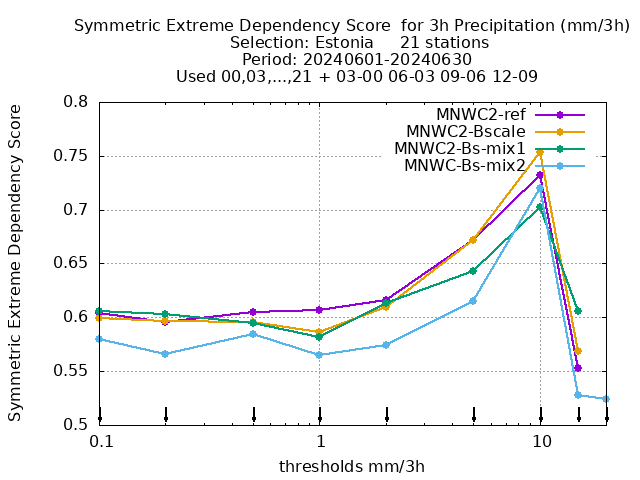 Symmetric Extreme Dependency Score  for 3h Precipitation (mm/3h)
Selection: Estonia     21 stations
Period: 20240601-20240630
Used 00,03,...,21 + 03-00 06-03 09-06 12-09
Symmetric Extreme Dependency Score
0.8
0.75
0.7
0.65
0.6
0.55
0.5
MNWC2-ref
MNWC2-Bscale
MNWC2-Bs-mix1
MNWC-Bs-mix2
0.1 1 10
thresholds mm/3h